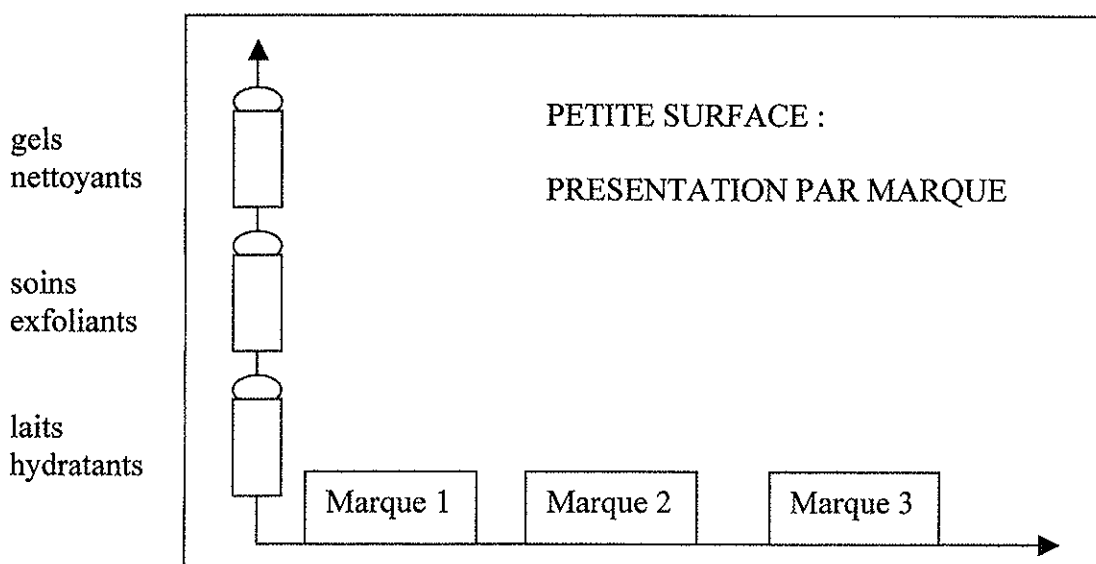 PETITE SURFACE :
PRESENTATION PAR MARQUE
gels
nettoyants
soins
exfoliants
laits
hydratants
Marque 1
Marque 2
Marque 3